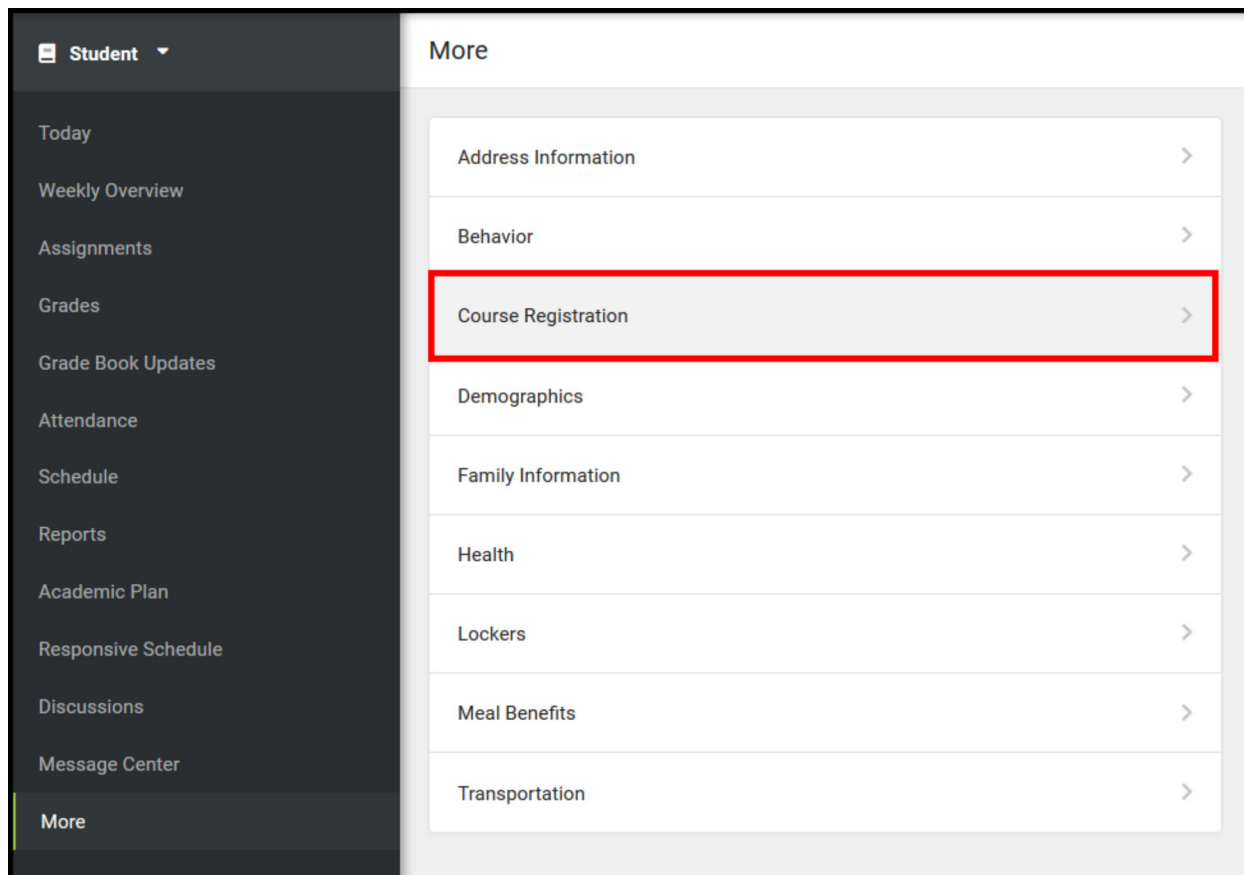 Student
Today
Weekly Overview
Assignments
Grades
Grade Book Updates
Attendance
Schedule
Reports
Academic Plan
Responsive Schedule
Discussions
Message Center
More
More
Address Information
Behavior
Course Registration
Demographics
Family Information
Health
Lockers
Meal Benefits
Transportation